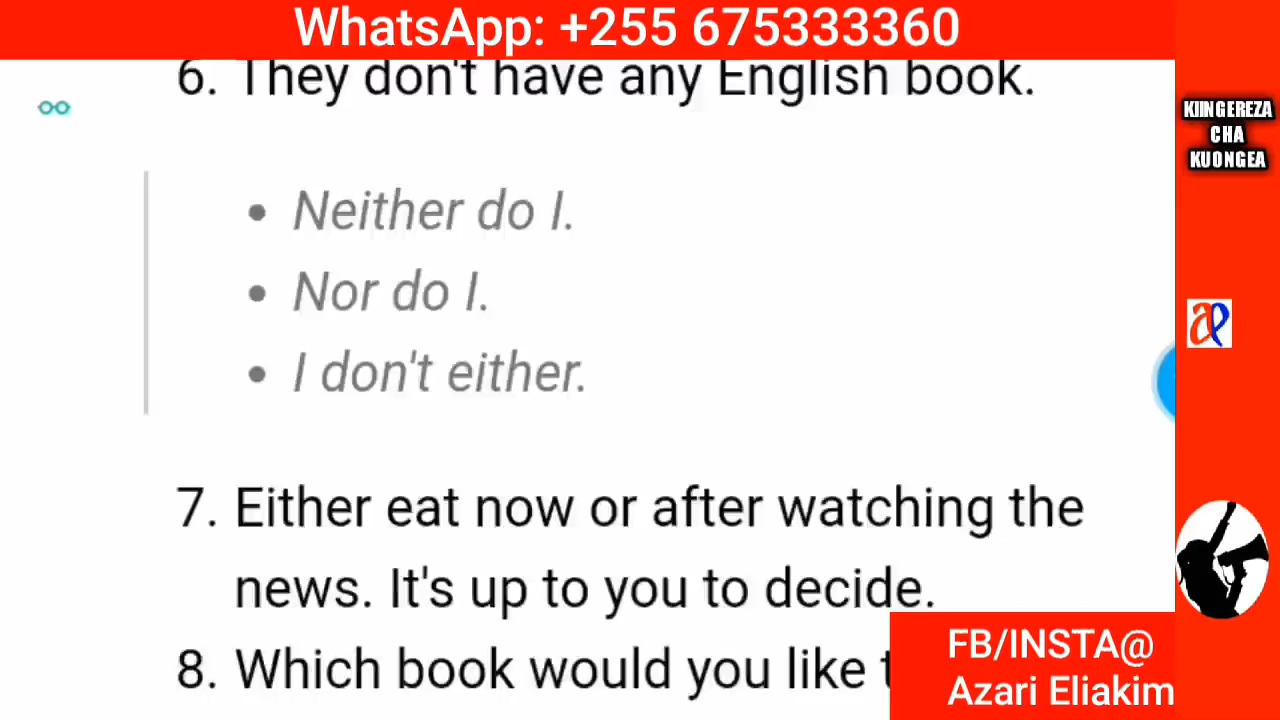 WhatsApp: +255 675333360
6. They don't have any English book.
KIINGEREZA
CHA
KUONGEA
• Neither do I.
• Nor do I.
• I don't either.
7. Either eat now or after watching the
news. It's up to you to decide.
8. Which book would you like
FB/INSTA@
Azari Eliakim